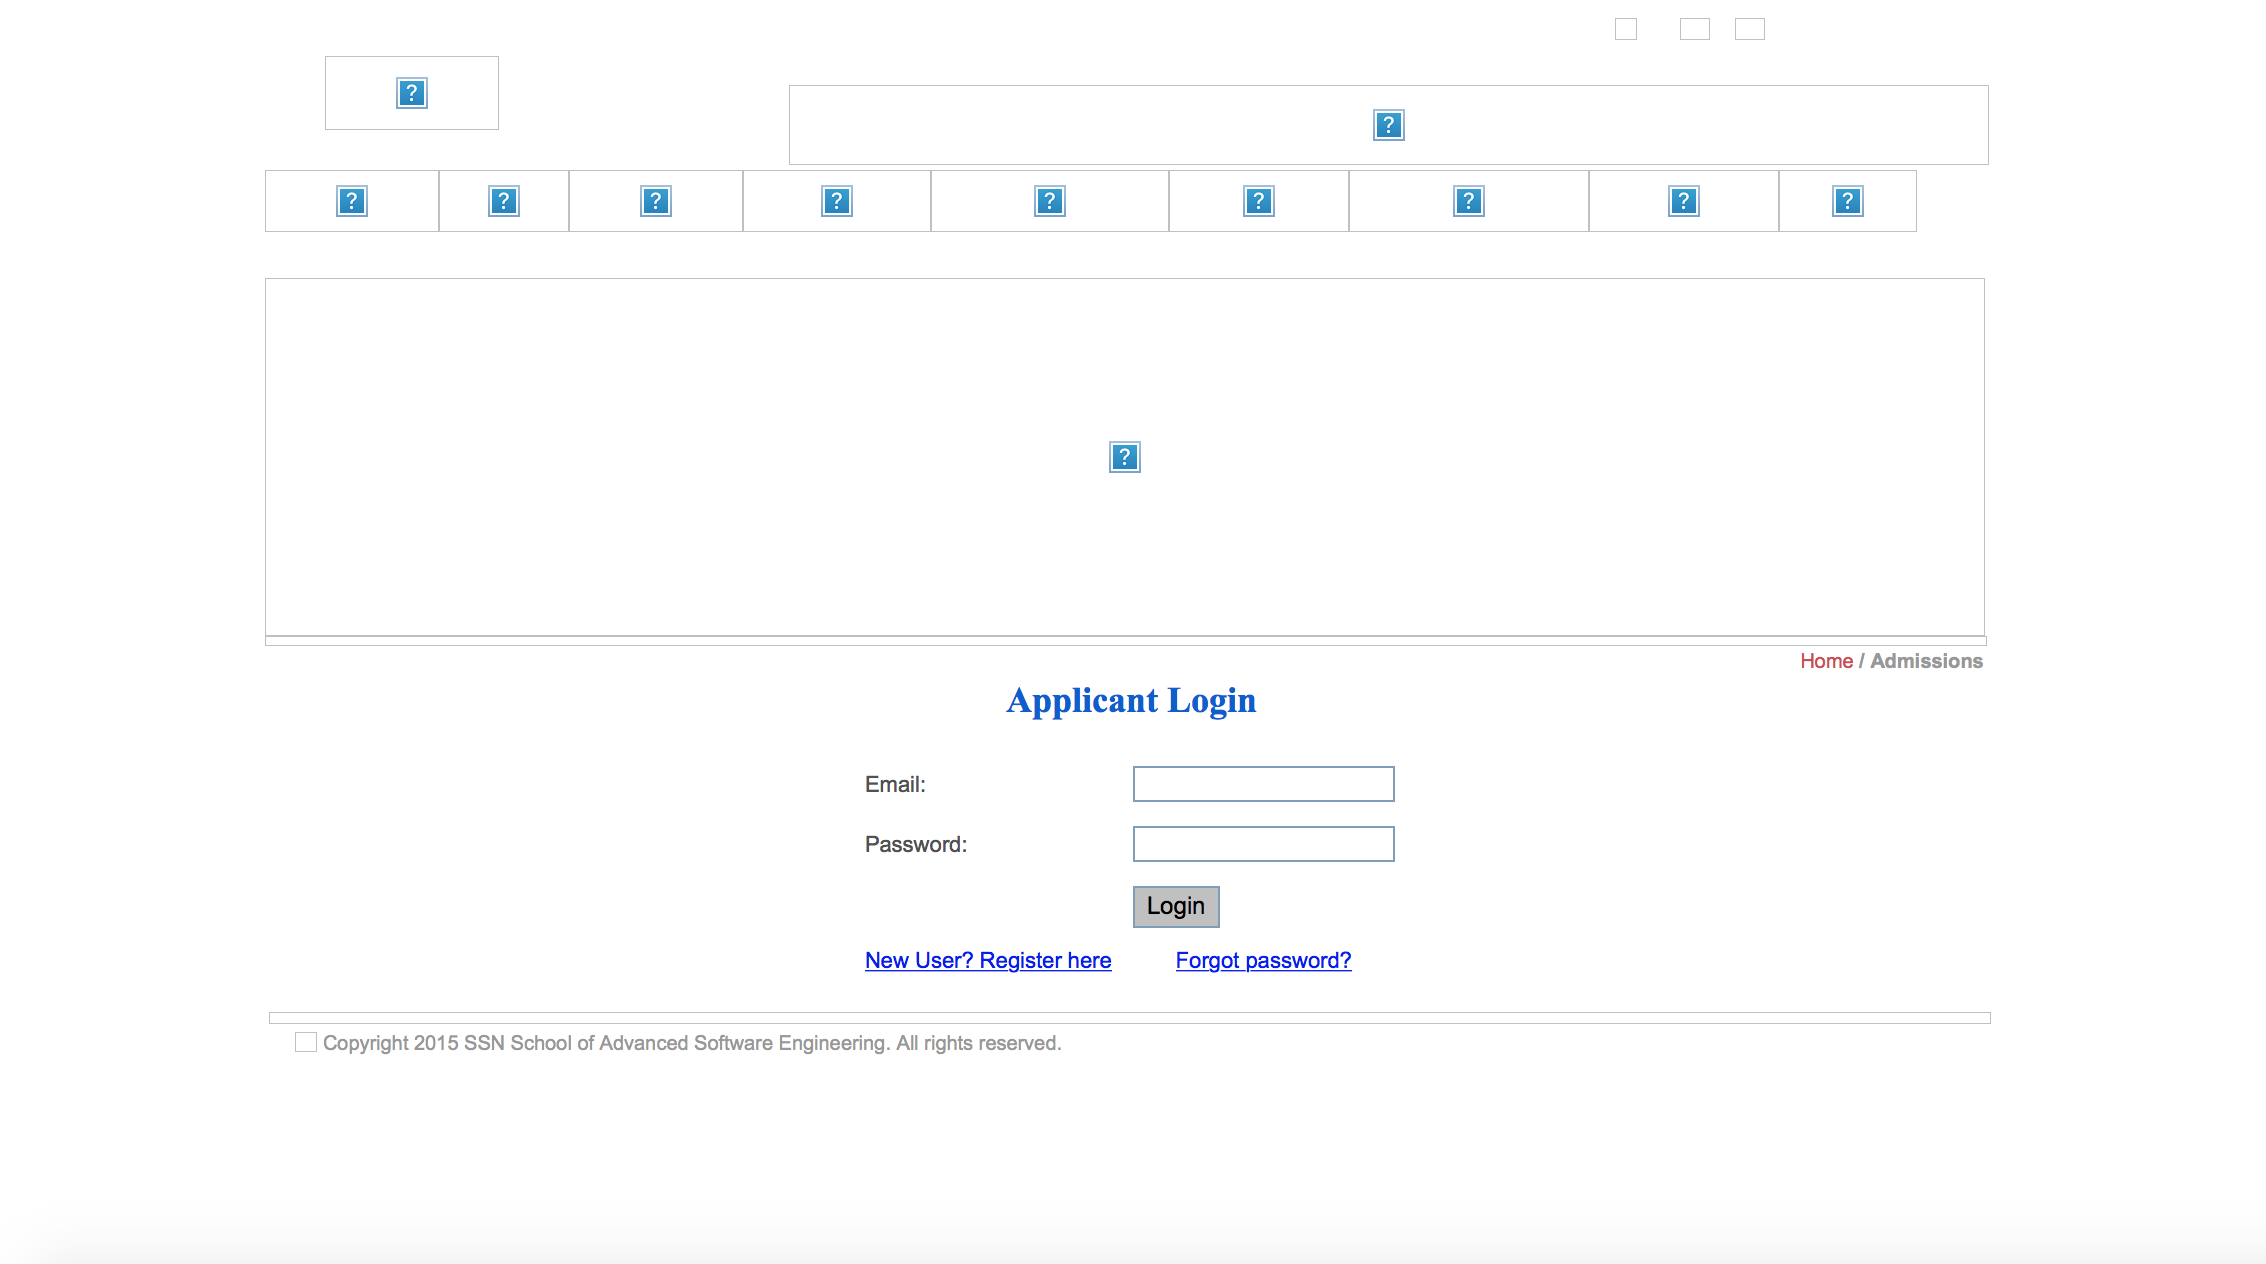 Home / Admissions
Applicant Login
Email:
Password:
Login
New User? Register here Forgot password?
Copyright 2015 SSN School of Advanced Software Engineering. All rights reserved.